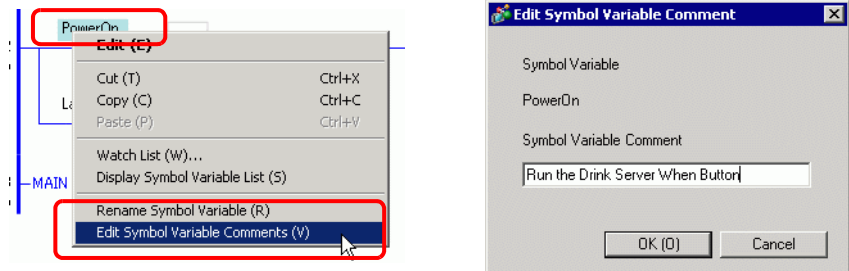 PowerOn
Edit (E)
Cut (T) Ctrl+X
Copy (C) Ctrl+C
Paste (P) Ctrl+V
Watch List (W)...
Display Symbol Variable List (S)
MAIN
Rename Symbol Variable (R)
Edit Symbol Variable Comments (V)
Edit Symbol Variable Comment
Symbol Variable
PowerOn
Symbol Variable Comment
Run the Drink Server When Button
OK (O) Cancel